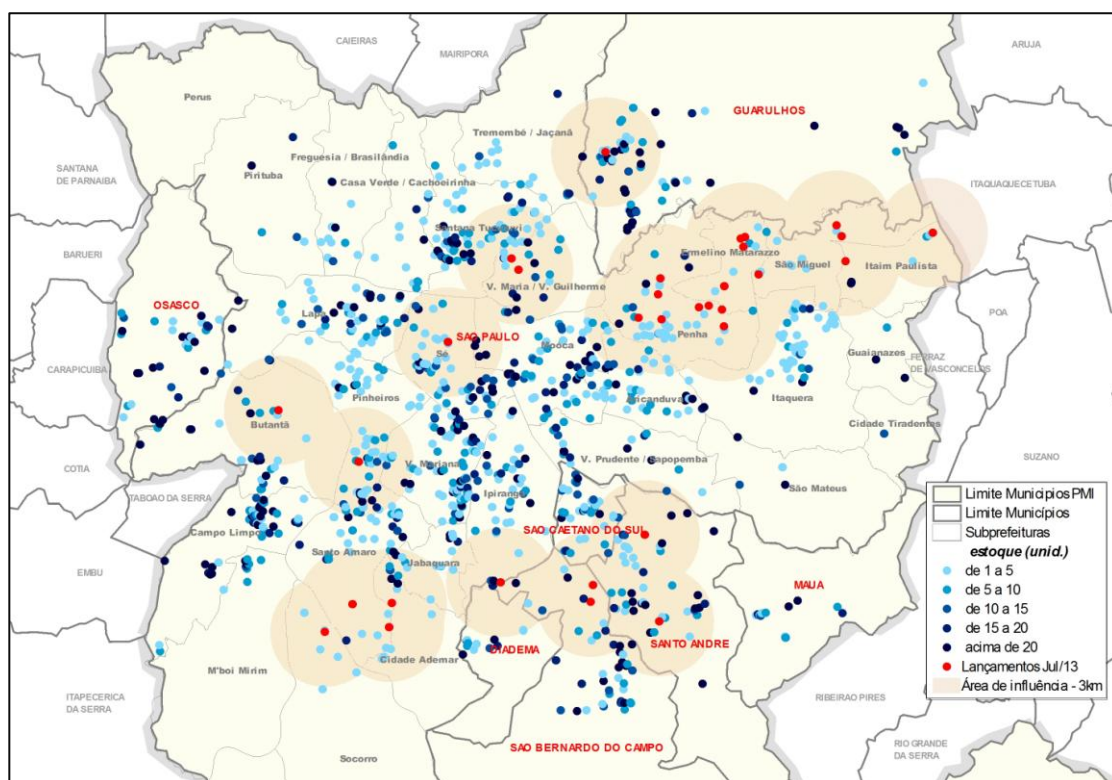 CAIEIRAS
MAIRIPORA
ARUJA
Perus
GUARULHOS
Tremembé / Jaçanã
Freguesia / Brasilândia
SANTANA
DE PARNAIBA
Pirituba
Casa Verde / Cachoeirinha
ITAQUAQUECETUBA
Santana Tucuruvi
Ermelino Matarazzo
BARUERI
São Miguel
Itaim Paulista
V. Maria / V. Guilherme
OSASCO
Lapa
SAO PAULO
POA
Penha
Mooca
Sé
Guaianazes
FERRAZ
DE VASCONCELOS
CARAPICUIBA
Pinheiros
Aricanduva
Itaquera
Butantã
Cidade Tiradentes
COTIA
V. Mariana
V. Prudente / Sapopemba
SUZANO
TABOAO DA SERRA
Ipiranga
São Mateus
Campo Limpo
SAO CAETANO DO SUL
Santo Amaro
Jabaquara
EMBU
MAUA
SANTO ANDRE
DIADEMA
Cidade Ademar
M'boi Mirim
ITAPECERICA
DA SERRA
RIBEIRAO PIRES
SAO BERNARDO DO CAMPO
RIO GRANDE
DA SERRA
Socorro
Limite Municípios PMI
Limite Municípios
Subprefeituras
estoque (unid.)
de 1 a 5
de 5 a 10
de 10 a 15
de 15 a 20
acima de 20
Lançamentos Jul/13
Área de influência - 3km